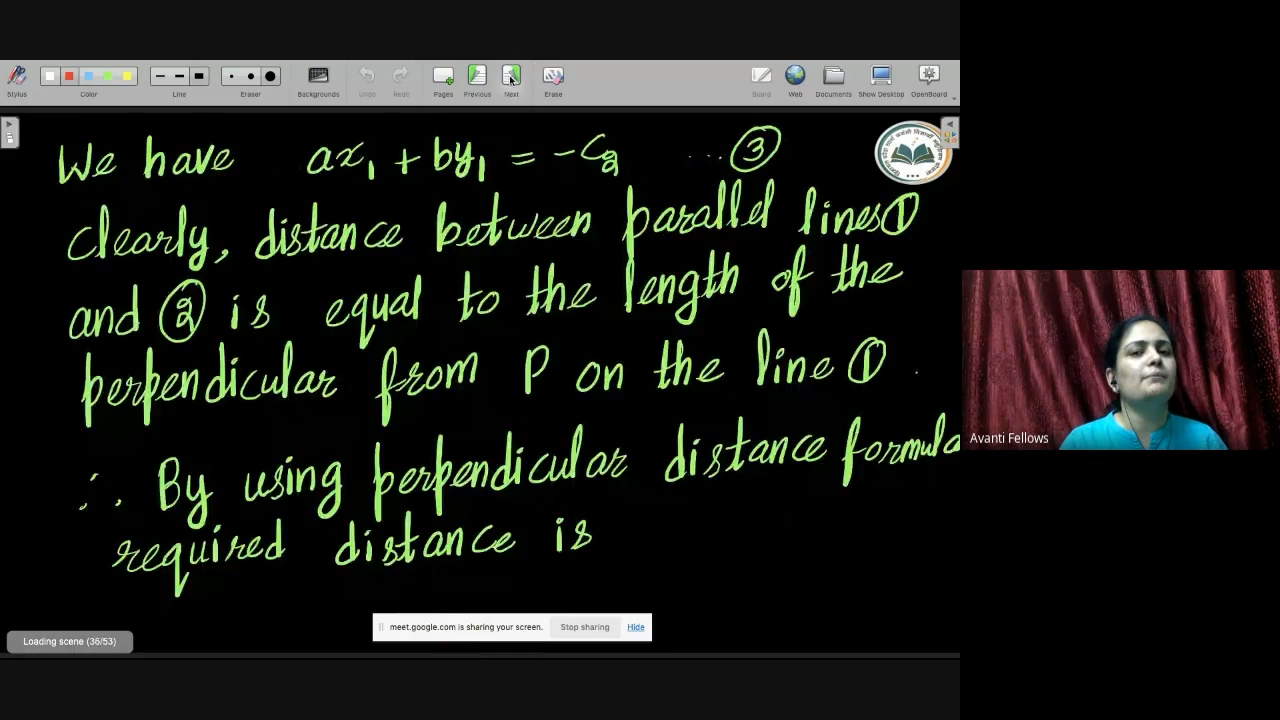 Stylus Color Line Eraser Backgrounds Undo Redo Pages Previous Next Erase Board Web Documents Show Desktop OpenBoard
We have ax₁ + by₁ = -C₂ ...③
clearly, distance between parallel lines①
and ② is equal to the length of the
perpendicular from P on the line ① .
∴ By using perpendicular distance formula
required distance is
Avanti Fellows
meet.google.com is sharing your screen. Stop sharing Hide
Loading scene (36/53)